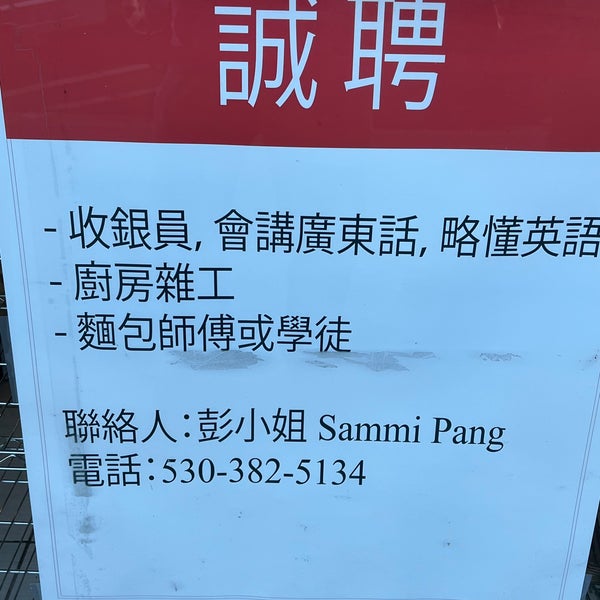 誠聘
- 收銀員, 會講廣東話, 略懂英語
- 廚房雜工
- 麵包師傅或學徒
聯絡人：彭小姐 Sammi Pang
電話：530-382-5134